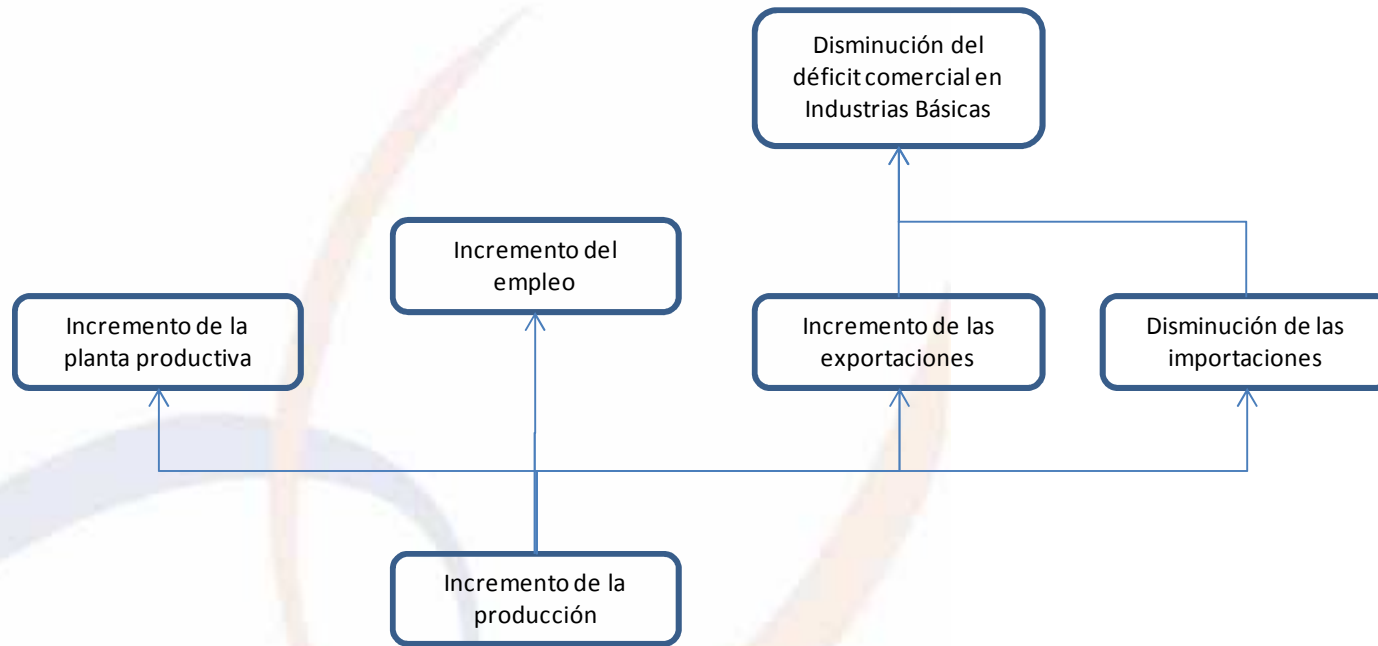 Disminución del
déficit comercial en
Industrias Básicas
Incremento del
empleo
Incremento de la
planta productiva
Incremento de las
exportaciones
Disminución de las
importaciones
Incremento de la
producción